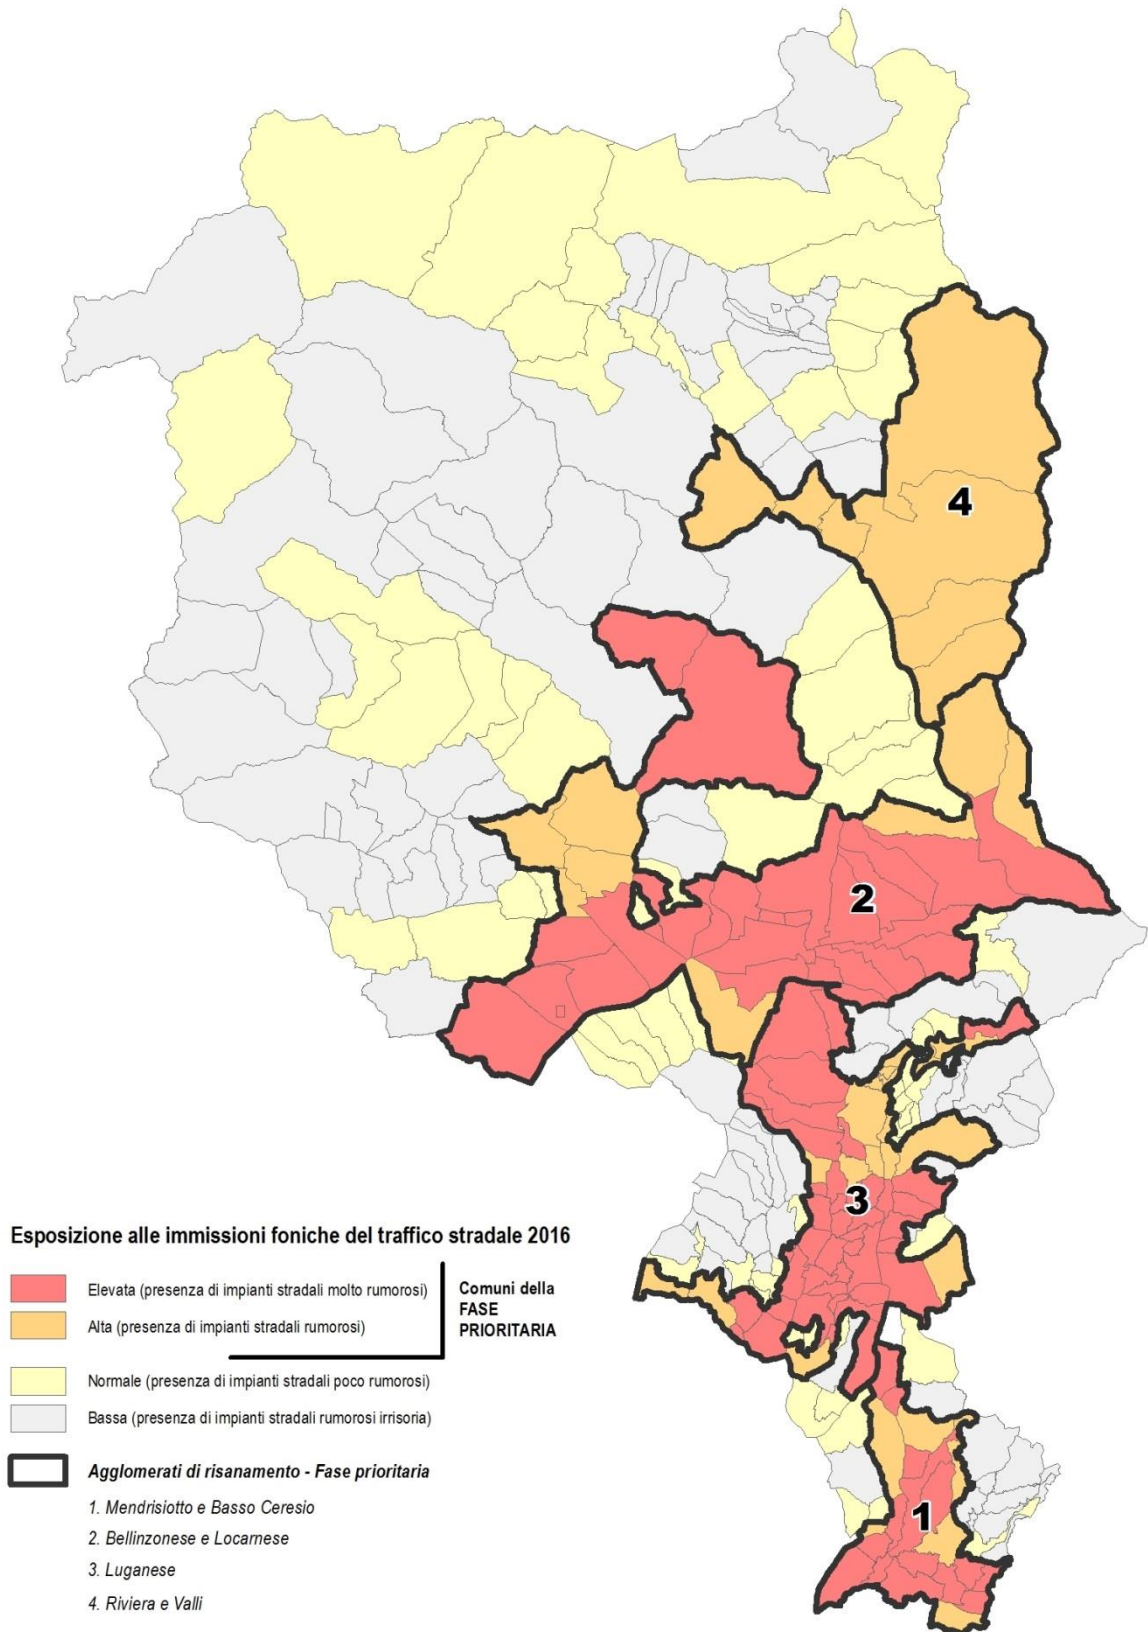 4
2
3
1
Esposizione alle immissioni foniche del traffico stradale 2016
Elevata (presenza di impianti stradali molto rumorosi)
Alta (presenza di impianti stradali rumorosi)
Comuni della
FASE
PRIORITARIA
Normale (presenza di impianti stradali poco rumorosi)
Bassa (presenza di impianti stradali rumorosi irrisoria)
Agglomerati di risanamento - Fase prioritaria
1. Mendrisiotto e Basso Ceresio
2. Bellinzonese e Locarnese
3. Luganese
4. Riviera e Valli